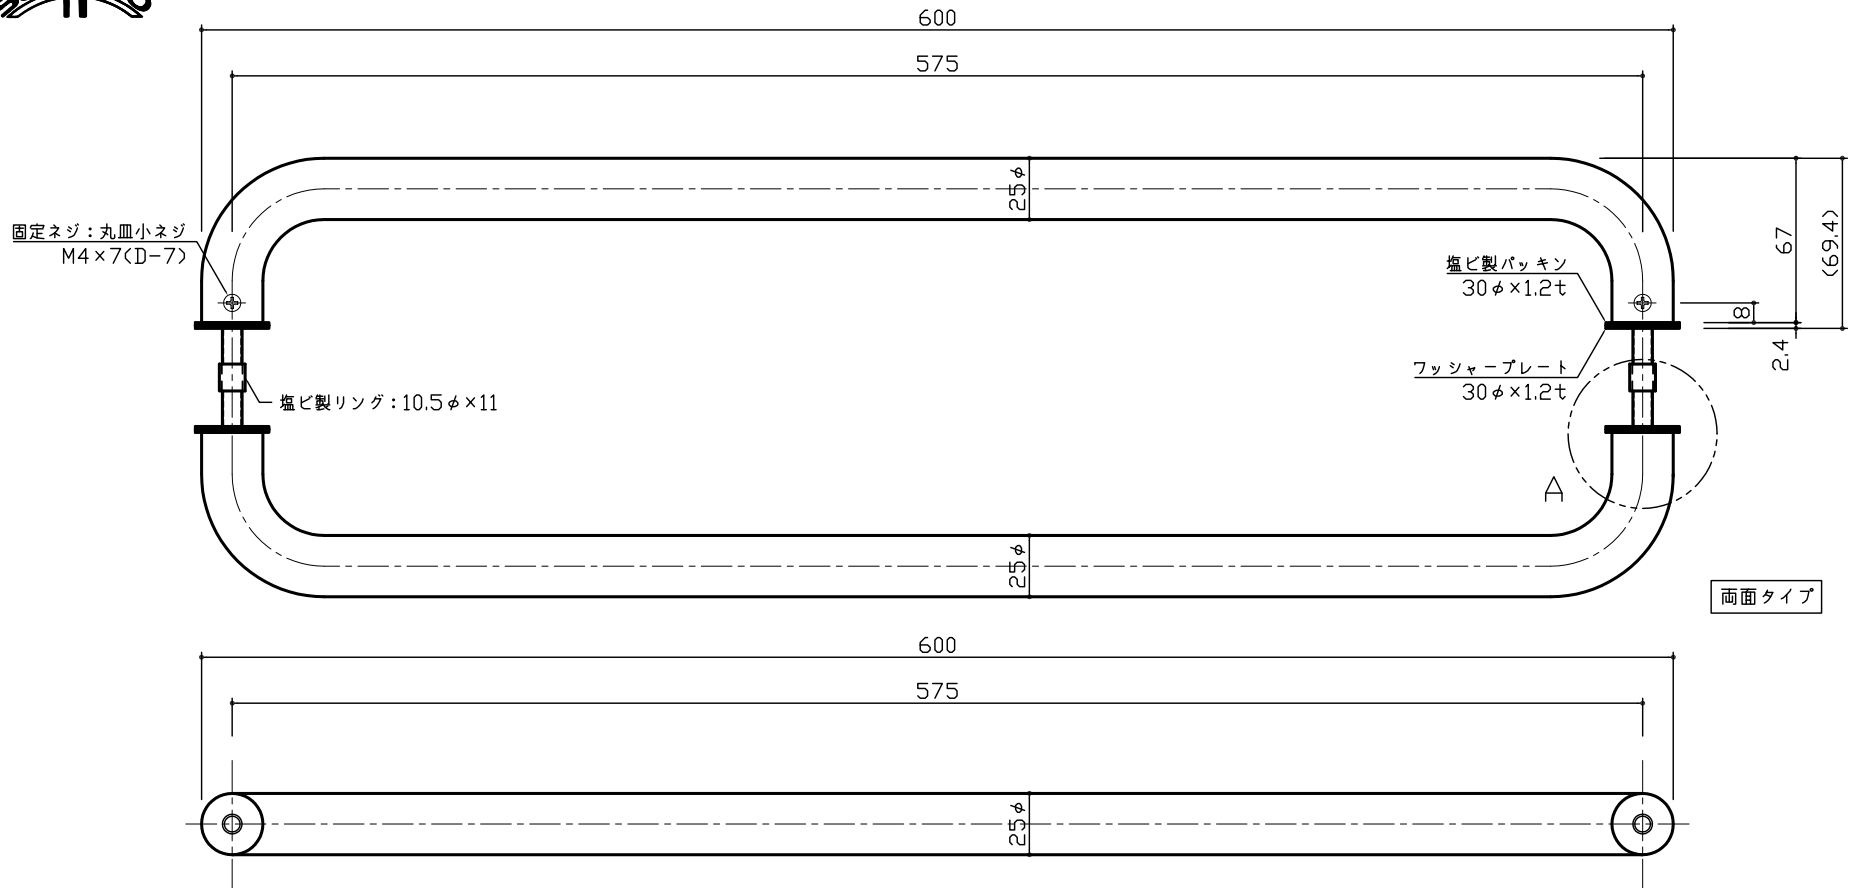 600
575
25φ
固定ネジ：丸皿小ネジ
M4×7(D-7)
塩ビ製パッキン
30φ×1.2t
67
(69.4)
8
2.4
ワッシャープレート
30φ×1.2t
塩ビ製リング：10.5φ×11
A
25φ
両面タイプ
600
575
25φ